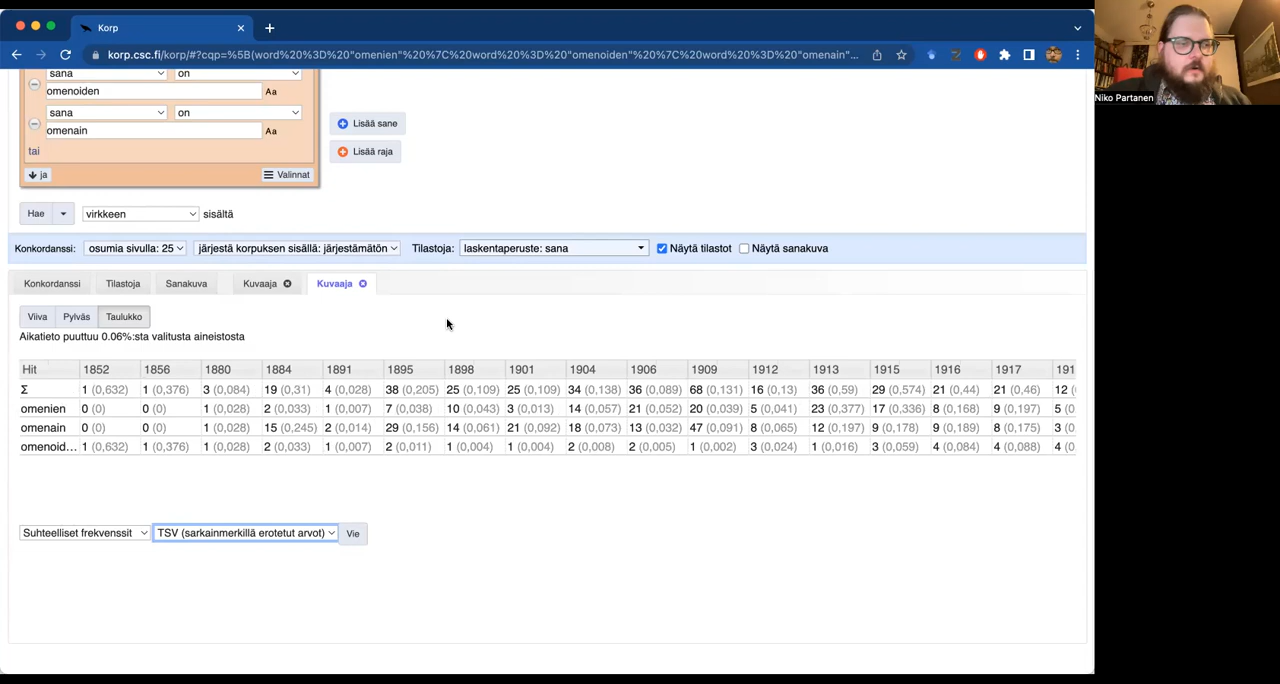 Korp
korp.csc.fi/korp/#?cqp=%5B(word%20%3D%20"omenien"%20%7C%20word%20%3D%20"omenoiden"%20%7C%20word%20%3D%20"omenain"...
Niko Partanen
sana on
omenoiden Aa
sana on
omenain Aa
tai
ja Valinnat
Lisää sane
Lisää raja
Hae virkkeen sisältä
Konkordanssi: osumia sivulla: 25 järjestä korpuksen sisällä: järjestämätön Tilastoja: laskentaperuste: sana Näytä tilastot Näytä sanakuva
Konkordanssi Tilastoja Sanakuva Kuvaaja Kuvaaja
Viiva Pylväs Taulukko
Aikatieto puuttuu 0.06%:sta valitusta aineistosta
Hit 1852 1856 1880 1884 1891 1895 1898 1901 1904 1906 1909 1912 1913 1915 1916 1917 191
Σ 1 (0,632) 1 (0,376) 3 (0,084) 19 (0,31) 4 (0,028) 38 (0,205) 25 (0,109) 25 (0,109) 34 (0,138) 36 (0,089) 68 (0,131) 16 (0,13) 36 (0,59) 29 (0,574) 21 (0,44) 21 (0,46) 12 (
omenien 0 (0) 0 (0) 1 (0,028) 2 (0,033) 1 (0,007) 7 (0,038) 10 (0,043) 3 (0,013) 14 (0,057) 21 (0,052) 20 (0,039) 5 (0,041) 23 (0,377) 17 (0,336) 8 (0,168) 9 (0,197) 5 (0
omenain 0 (0) 0 (0) 1 (0,028) 15 (0,245) 2 (0,014) 29 (0,156) 14 (0,061) 21 (0,092) 18 (0,073) 13 (0,032) 47 (0,091) 8 (0,065) 12 (0,197) 9 (0,178) 9 (0,189) 8 (0,175) 3 (0
omenoid... 1 (0,632) 1 (0,376) 1 (0,028) 2 (0,033) 1 (0,007) 2 (0,011) 1 (0,004) 1 (0,004) 2 (0,008) 2 (0,005) 1 (0,002) 3 (0,024) 1 (0,016) 3 (0,059) 4 (0,084) 4 (0,088) 4 (0
Suhteelliset frekvenssit TSV (sarkainmerkillä erotetut arvot) Vie